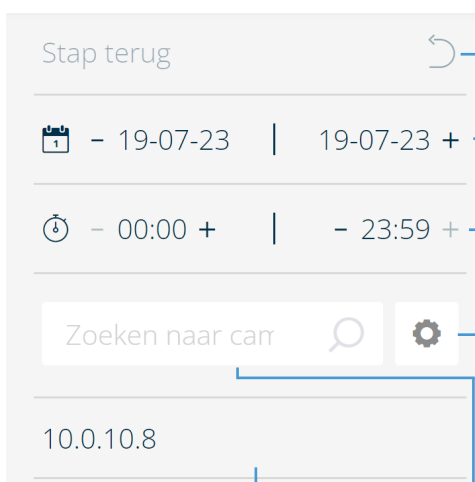 Stap terug
1 - 19-07-23 | 19-07-23 +
- 00:00 + | - 23:59 +
Zoeken naar cam
10.0.10.8